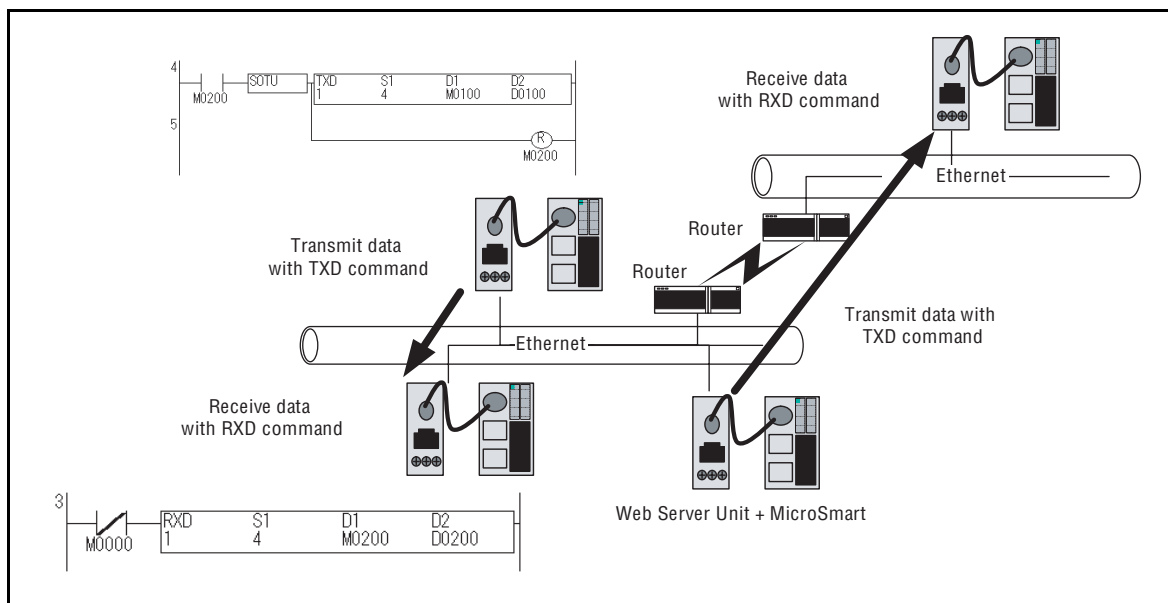 4
SOTU
TXD S1 D1 D2
1 4 M0100 D0100
M0200
5
R
M0200
Receive data
with RXD command
Ethernet
Router
Transmit data
with TXD command
Router
Transmit data with
TXD command
Ethernet
Receive data
with RXD command
Web Server Unit + MicroSmart
3
RXD S1 D1 D2
1 4 M0200 D0200
M0000